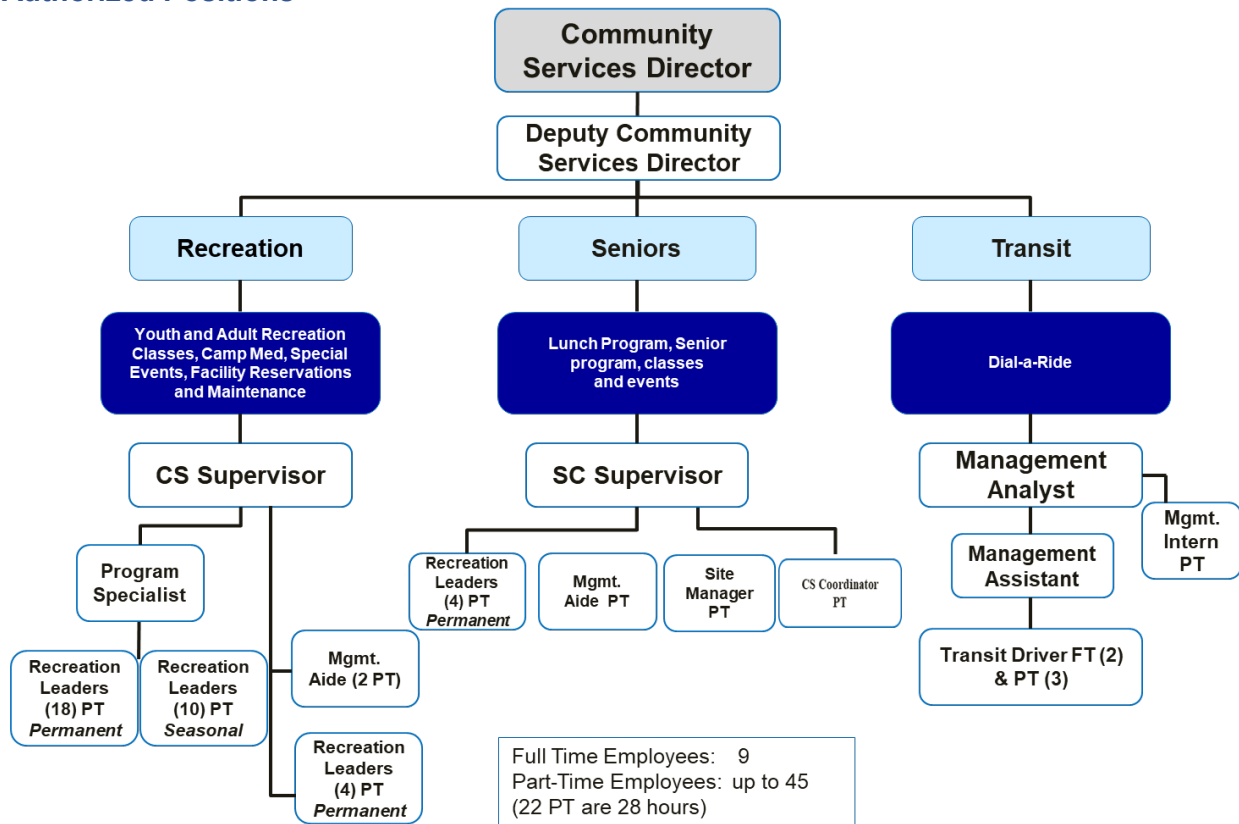 Community
Services Director
Deputy Community
Services Director
Recreation
Seniors
Transit
Youth and Adult Recreation
Classes, Camp Med, Special
Events, Facility Reservations
and Maintenance
Lunch Program, Senior
program, classes
and events
Dial-a-Ride
CS Supervisor
SC Supervisor
Management
Analyst
Mgmt.
Intern
PT
Program
Specialist
Recreation
Leaders
(4) PT
Permanent
Mgmt.
Aide PT
Site
Manager
PT
CS Coordinator
PT
Management
Assistant
Recreation
Leaders
(18) PT
Permanent
Recreation
Leaders
(10) PT
Seasonal
Mgmt.
Aide (2 PT)
Transit Driver FT (2)
& PT (3)
Recreation
Leaders
(4) PT
Permanent
Full Time Employees: 9
Part-Time Employees: up to 45
(22 PT are 28 hours)